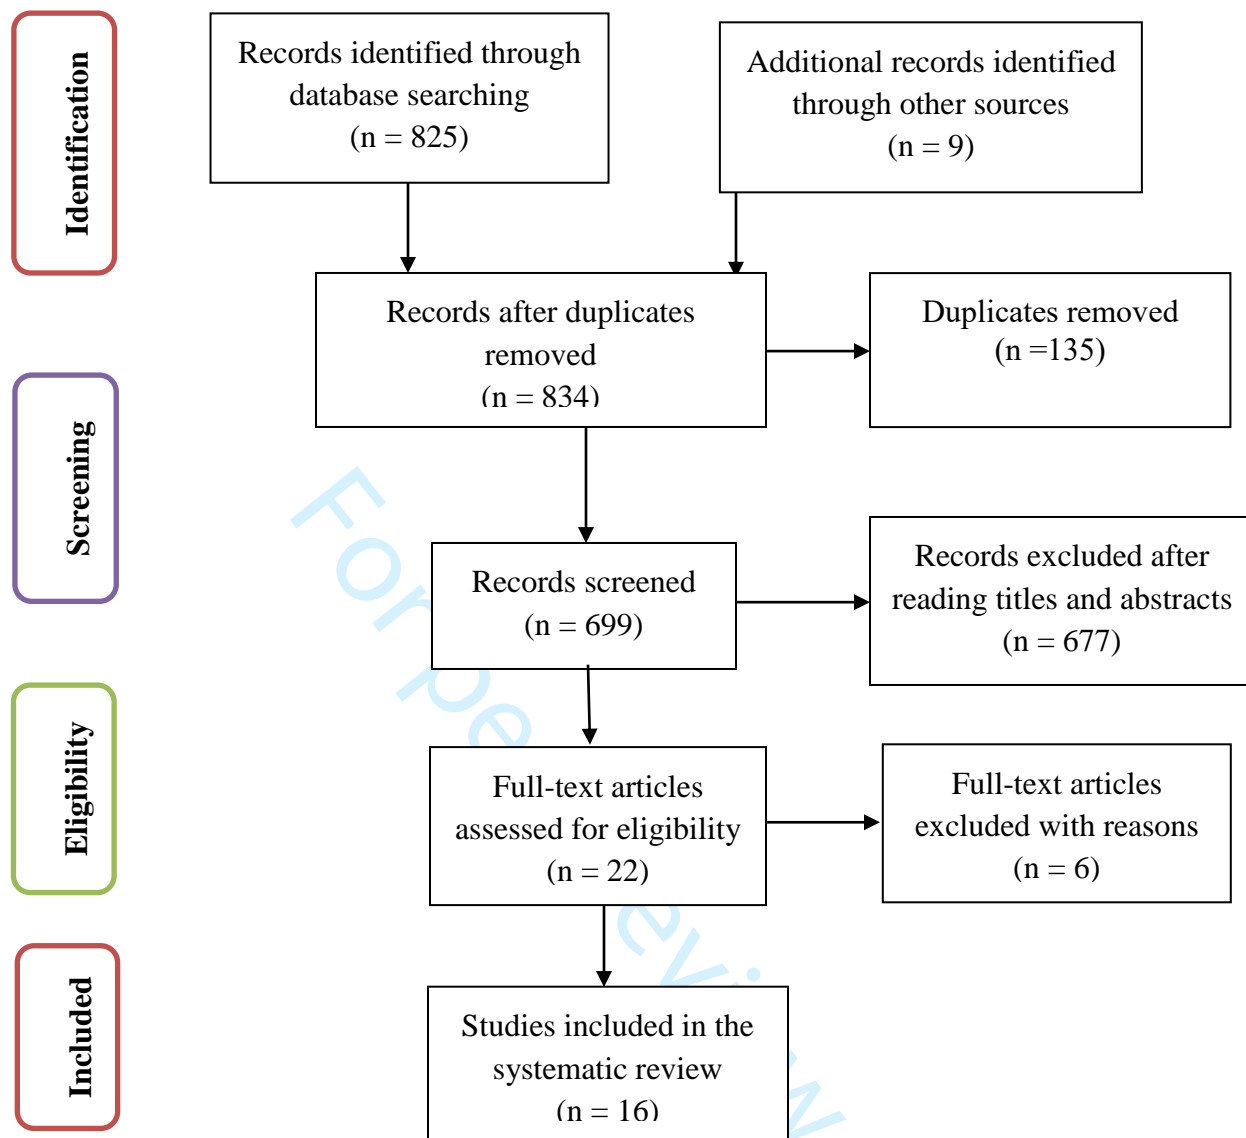 Identification
Records identified through
database searching
(n = 825)
Additional records identified
through other sources
(n = 9)
Records after duplicates
removed
(n = 834)
Duplicates removed
(n =135)
Screening
Records screened
(n = 699)
Records excluded after
reading titles and abstracts
(n = 677)
Eligibility
Full-text articles
assessed for eligibility
(n = 22)
Full-text articles
excluded with reasons
(n = 6)
Included
Studies included in the
systematic review
(n = 16)
For peer review